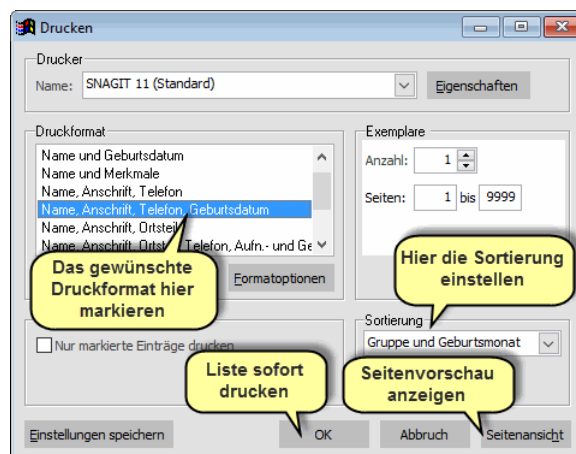 Drucken
Drucker
Name: SNAGIT 11 (Standard)
Eigenschaften
Druckformat
Name und Geburtsdatum
Name und Merkmale
Name, Anschrift, Telefon
Name, Anschrift, Telefon, Geburtsdatum
Name, Anschrift, Ortsteil
Name, Anschrift, Telefon, Aufn.- und Ge
Das gewünschte
Druckformat hier
markieren
Formatoptionen
Exemplare
Anzahl: 1
Seiten: 1 bis 9999
Hier die Sortierung
einstellen
Nur markierte Einträge drucken
Sortierung
Gruppe und Geburtsmonat
Liste sofort
drucken
Seitenvorschau
anzeigen
Einstellungen speichern
OK
Abbruch
Seitenansicht